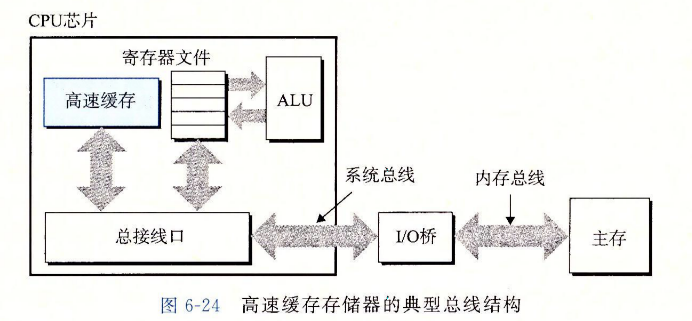 CPU芯片
寄存器文件
高速缓存
ALU
系统总线
内存总线
总接线口
I/O桥
主存
图 6-24 高速缓存存储器的典型总线结构